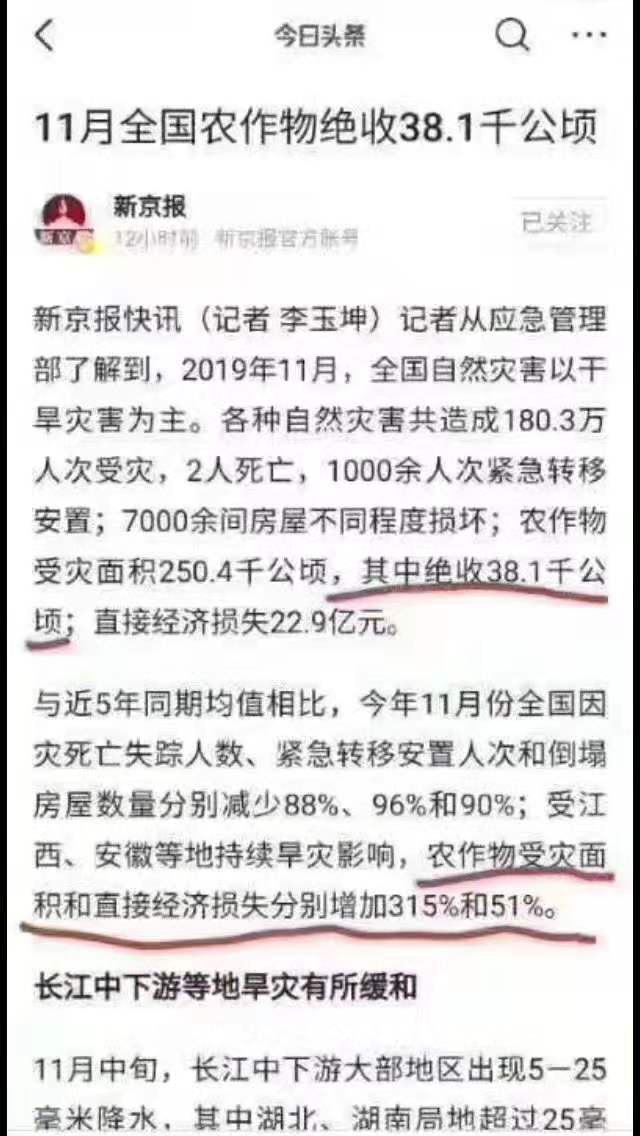 今日头条
11月全国农作物绝收38.1千公顷
新京报
已关注
12小时前 新京报官方账号
新京报快讯（记者 李玉坤）记者从应急管理
部了解到，2019年11月，全国自然灾害以干
旱灾害为主。各种自然灾害共造成180.3万
人次受灾，2人死亡，1000余人次紧急转移
安置；7000余间房屋不同程度损坏；农作物
受灾面积250.4千公顷，其中绝收38.1千公
顷；直接经济损失22.9亿元。
与近5年同期均值相比，今年11月份全国因
灾死亡失踪人数、紧急转移安置人次和倒塌
房屋数量分别减少88%、96%和90%；受江
西、安徽等地持续旱灾影响，农作物受灾面
积和直接经济损失分别增加315%和51%。
长江中下游等地旱灾有所缓和
11月中旬，长江中下游大部地区出现5—25
毫米降水，其中湖北、湖南局地超过25毫